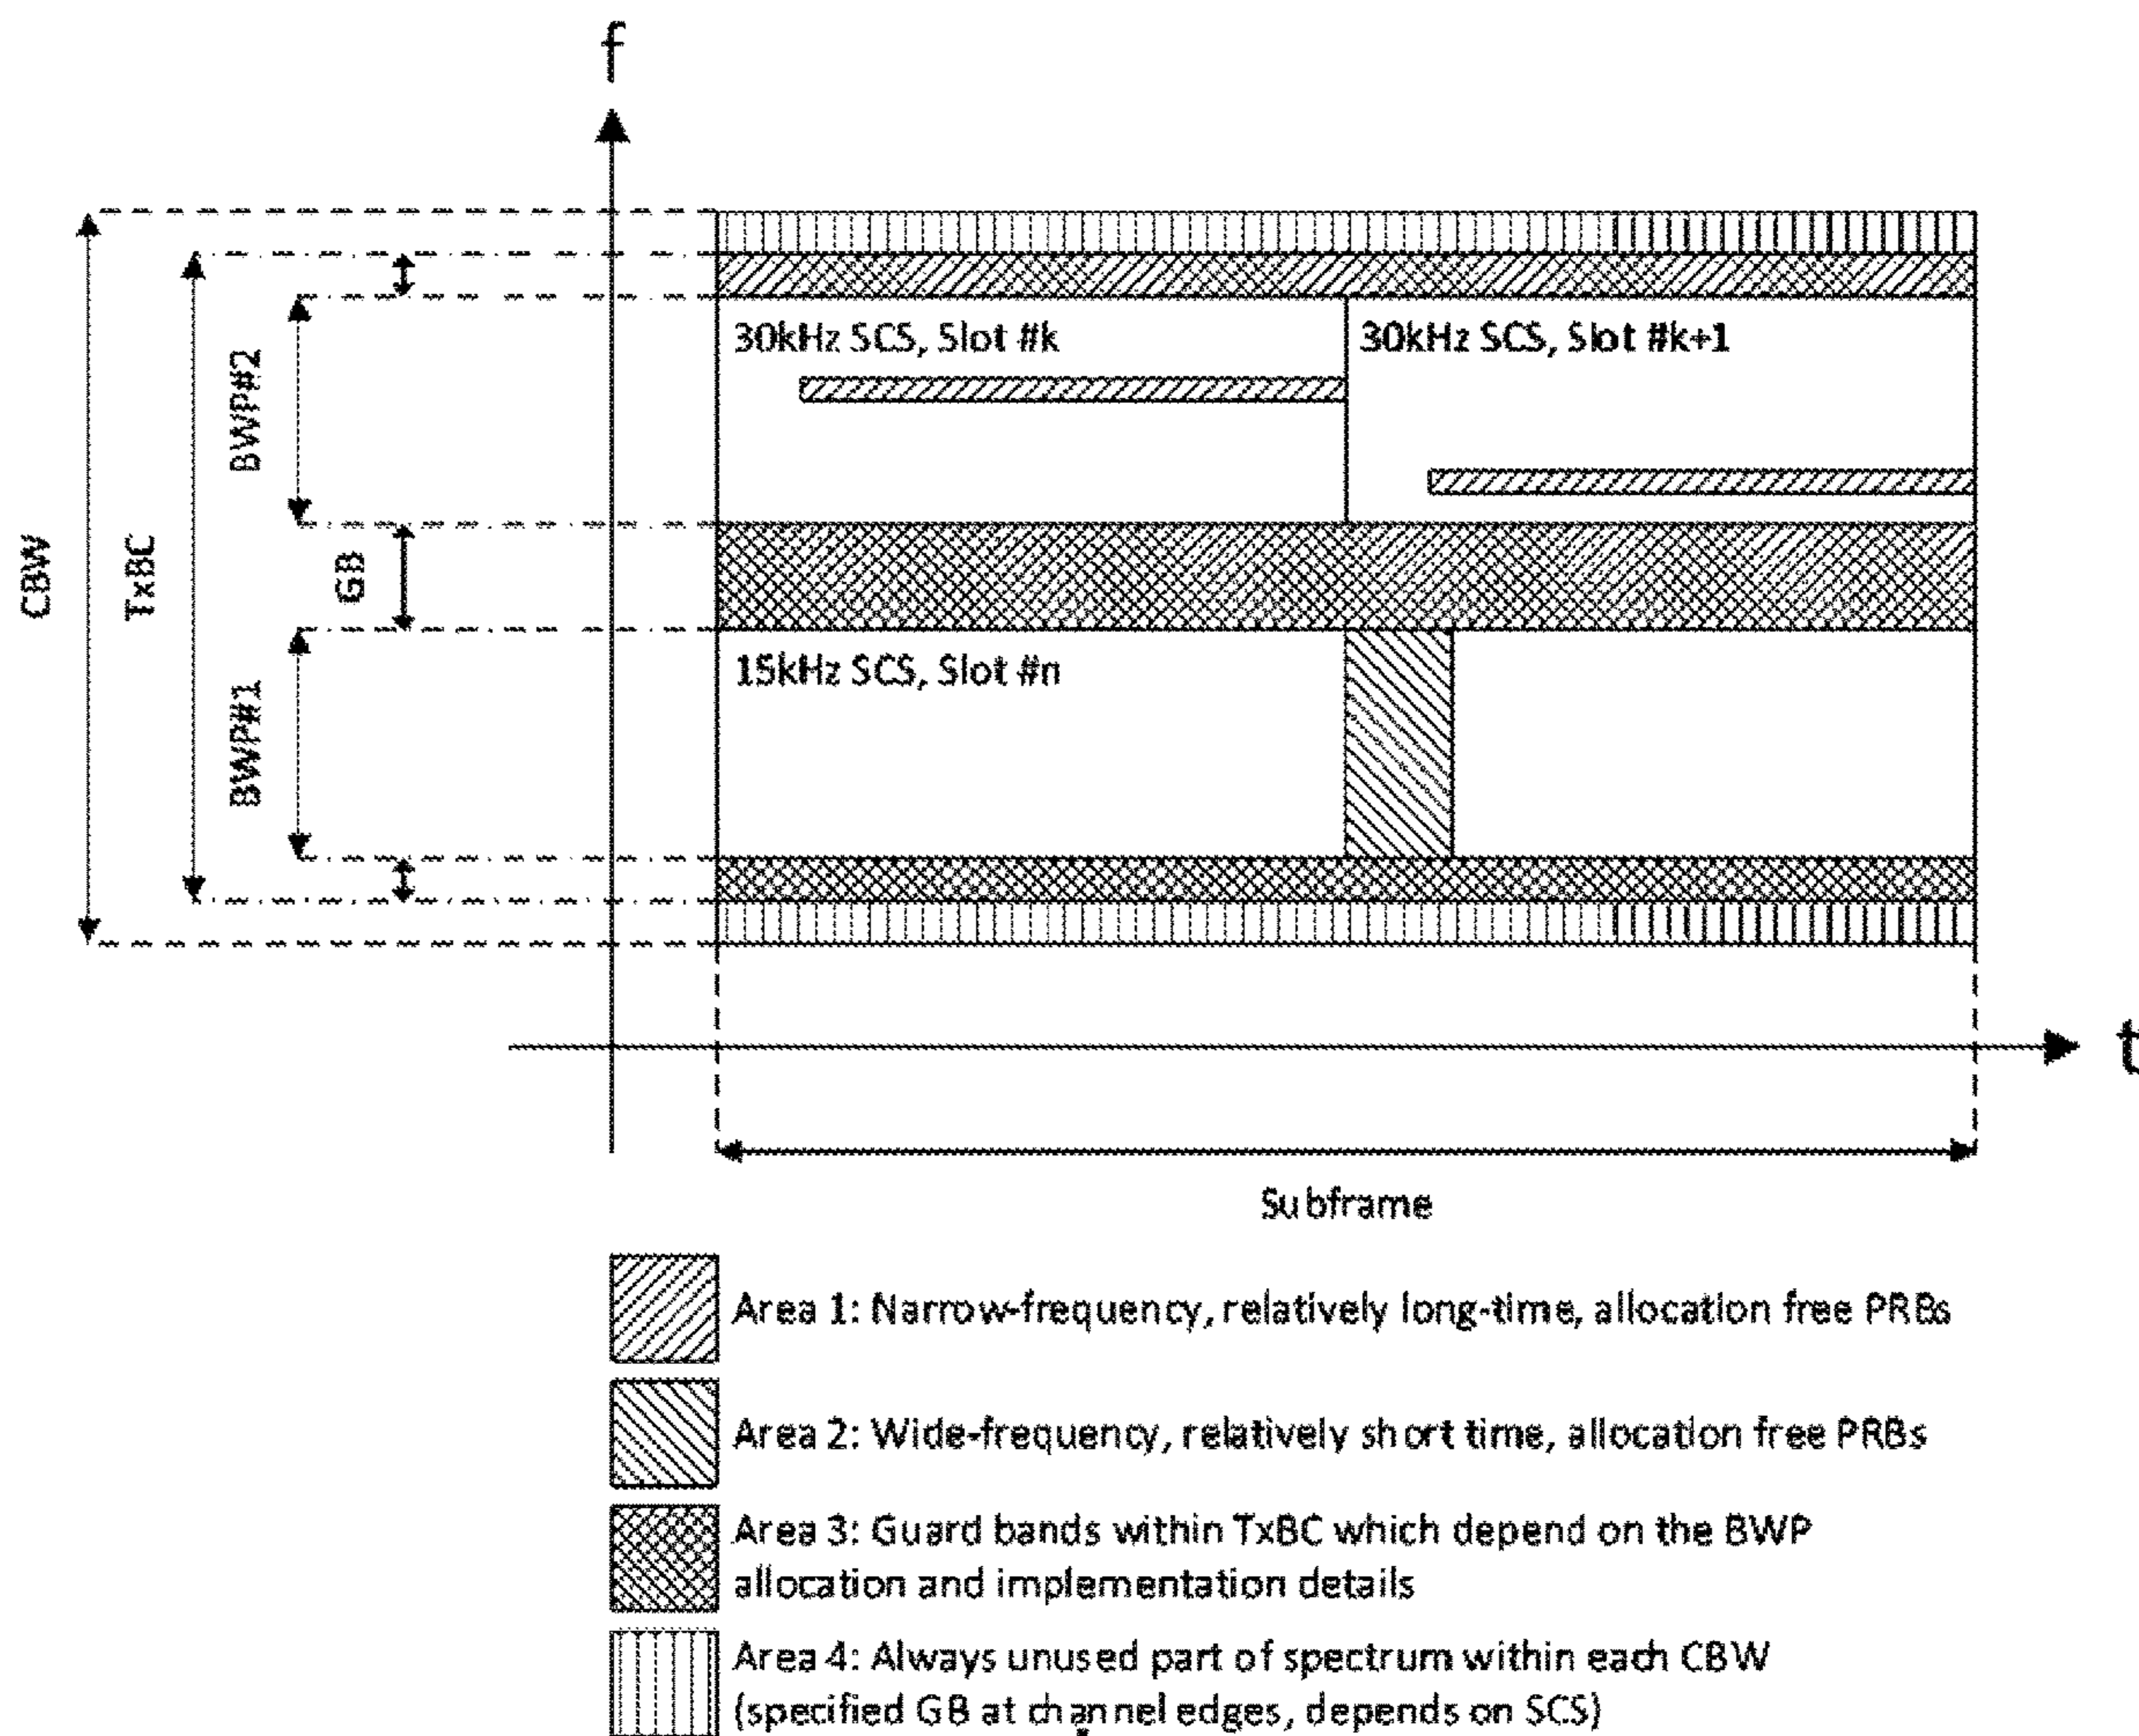 f
CBW
TxBC
BWP#2
GB
BWP#1
30kHz SCS, Slot #k
30kHz SCS, Slot #k+1
15kHz SCS, Slot #n
t
Subframe
Area 1: Narrow-frequency, relatively long-time, allocation free PRBs
Area 2: Wide-frequency, relatively short time, allocation free PRBs
Area 3: Guard bands within TxBC which depend on the BWP
allocation and implementation details
Area 4: Always unused part of spectrum within each CBW
(specified GB at channel edges, depends on SCS)